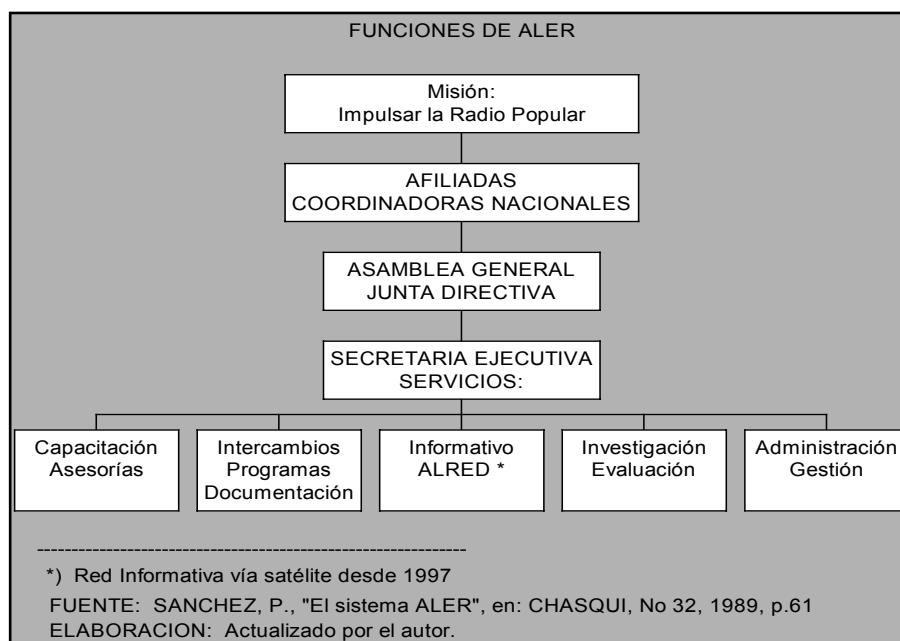 FUNCIONES DE ALER
Misión:
Impulsar la Radio Popular
AFILIADAS
COORDINADORAS NACIONALES
ASAMBLEA GENERAL
JUNTA DIRECTIVA
SECRETARIA EJECUTIVA
SERVICIOS:
Capacitación
Asesorías
Intercambios
Programas
Documentación
Informativo
ALRED *
Investigación
Evaluación
Administración
Gestión
*) Red Informativa vía satélite desde 1997
FUENTE: SANCHEZ, P., "El sistema ALER", en: CHASQUI, No 32, 1989, p.61
ELABORACION: Actualizado por el autor.